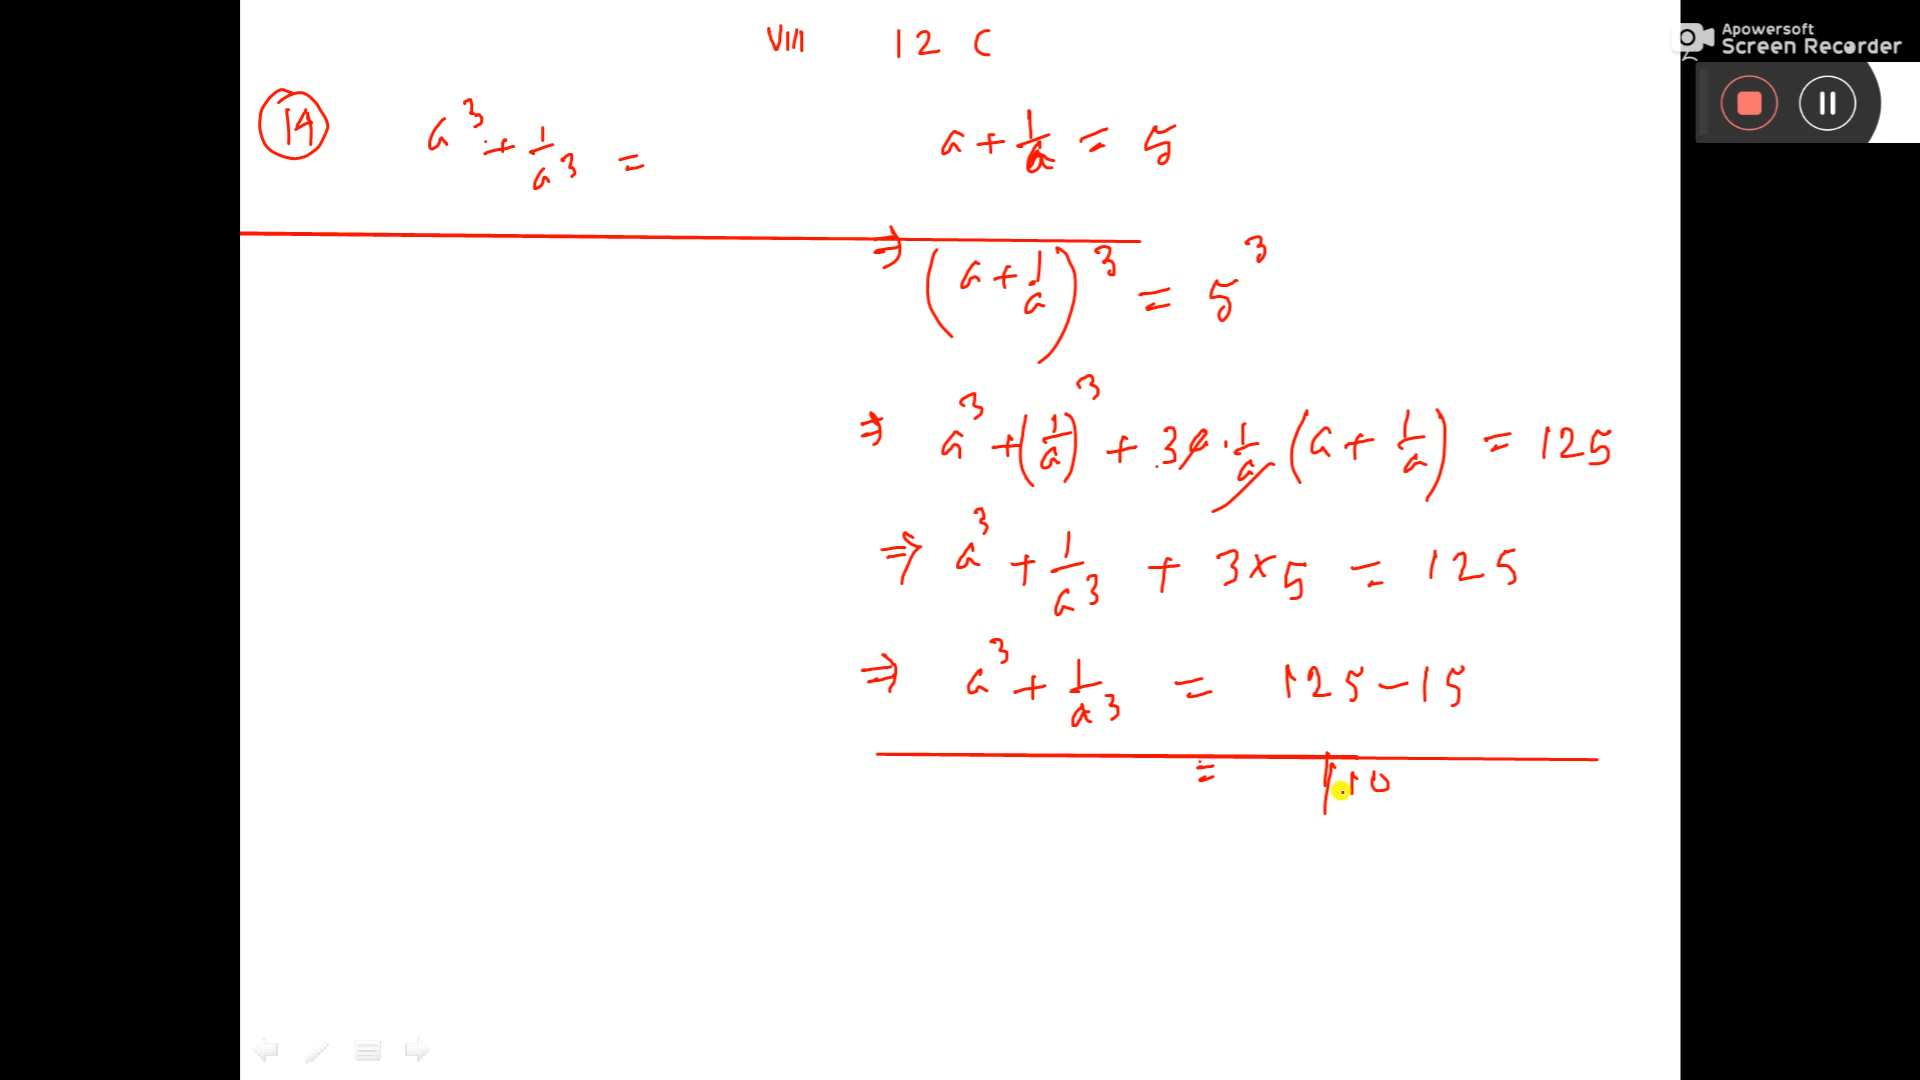 VIII 12 C
Apowersoft
Screen Recorder
14 a³ + 1/a³ = a + 1/a = 5
⇒ (a + 1/a)³ = 5³
⇒ a³ + (1/a)³ + 3a · 1/a (a + 1/a) = 125
⇒ a³ + 1/a³ + 3 × 5 = 125
⇒ a³ + 1/a³ = 125 - 15
= 110